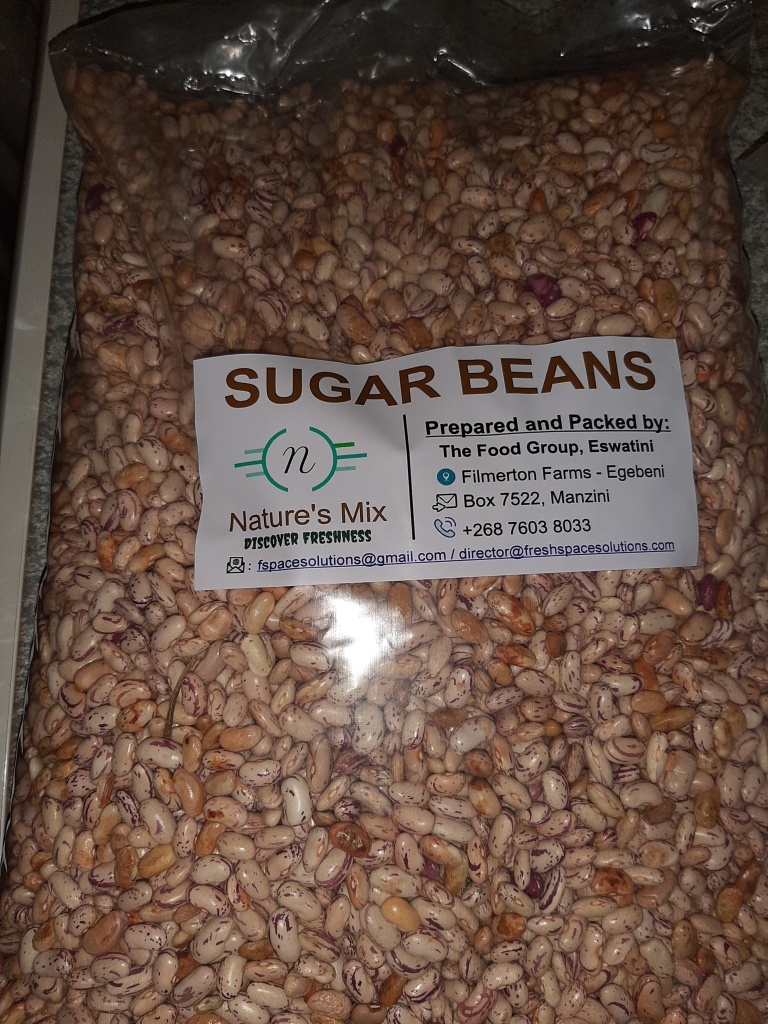 SUGAR BEANS
n
Nature's Mix
DISCOVER FRESHNESS
Prepared and Packed by:
The Food Group, Eswatini
Filmerton Farms - Egebeni
Box 7522, Manzini
+268 7603 8033
: fspacesolutions@gmail.com / director@freshspacesolutions.com